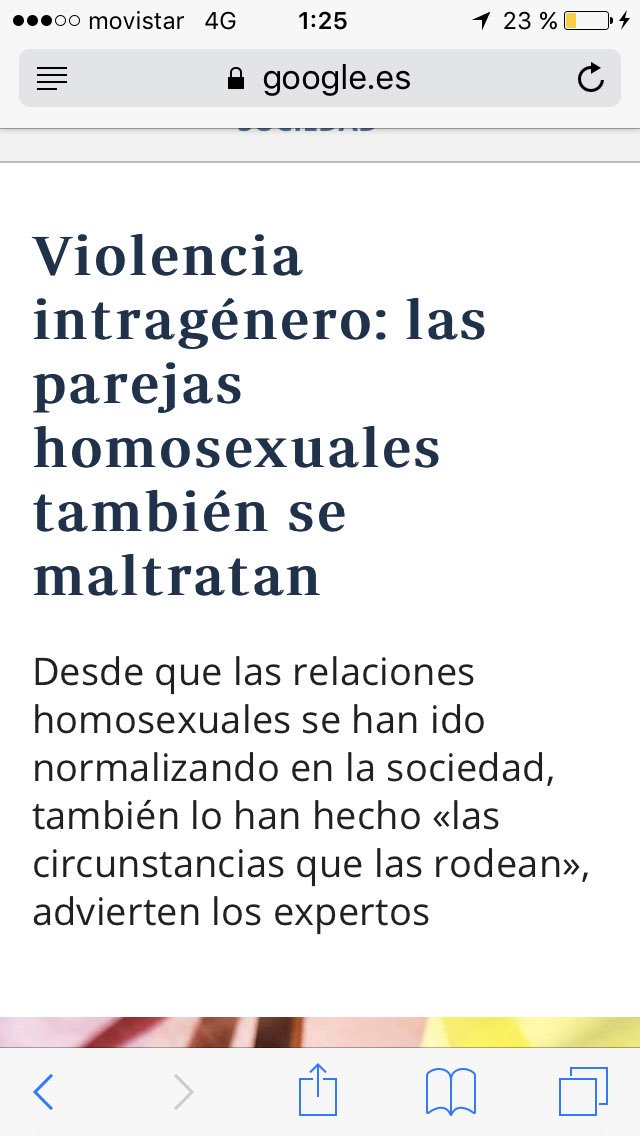 movistar 4G 1:25 23 %
google.es
SOCIEDAD
Violencia
intragénero: las
parejas
homosexuales
también se
maltratan
Desde que las relaciones
homosexuales se han ido
normalizando en la sociedad,
también lo han hecho «las
circunstancias que las rodean»,
advierten los expertos